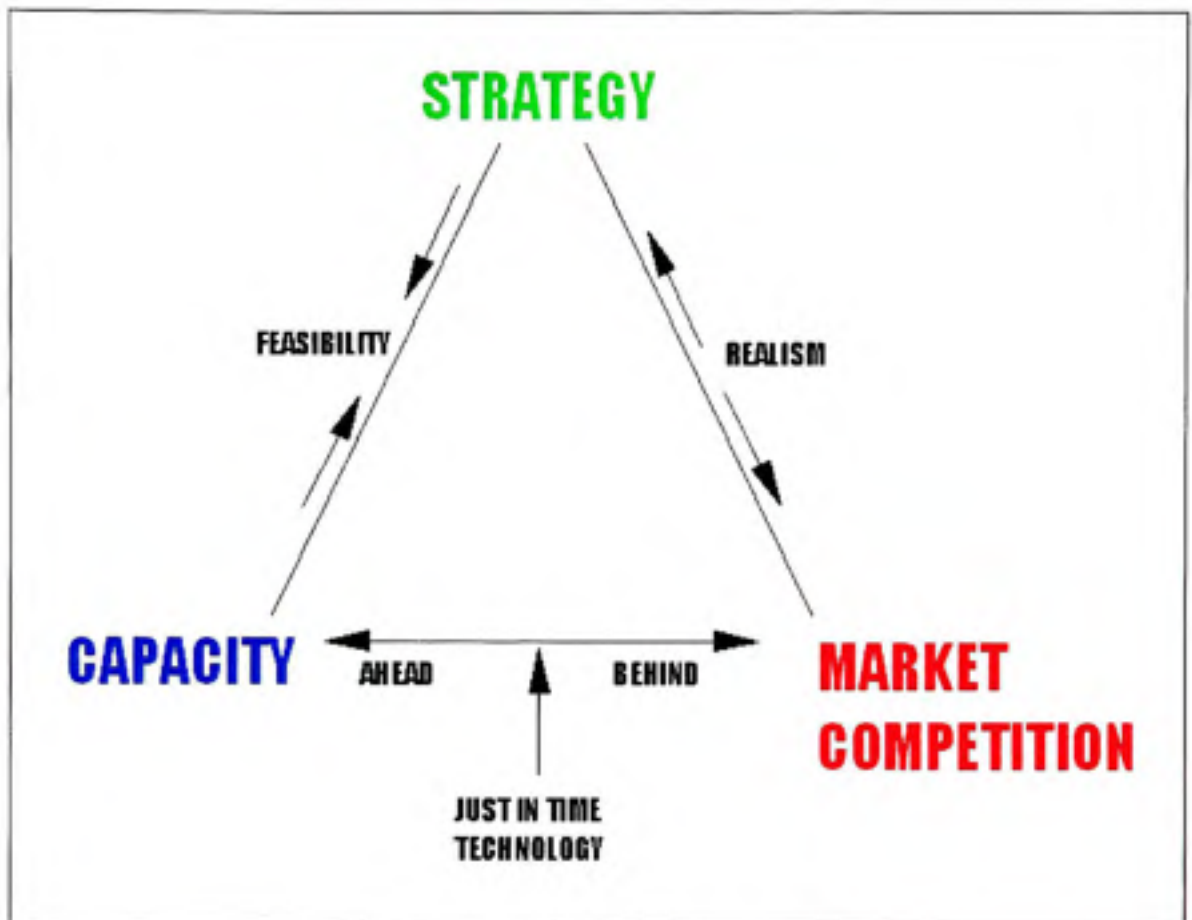 STRATEGY
FEASIBILITY
REALISM
CAPACITY
AHEAD
BEHIND
MARKET
COMPETITION
JUST IN TIME
TECHNOLOGY